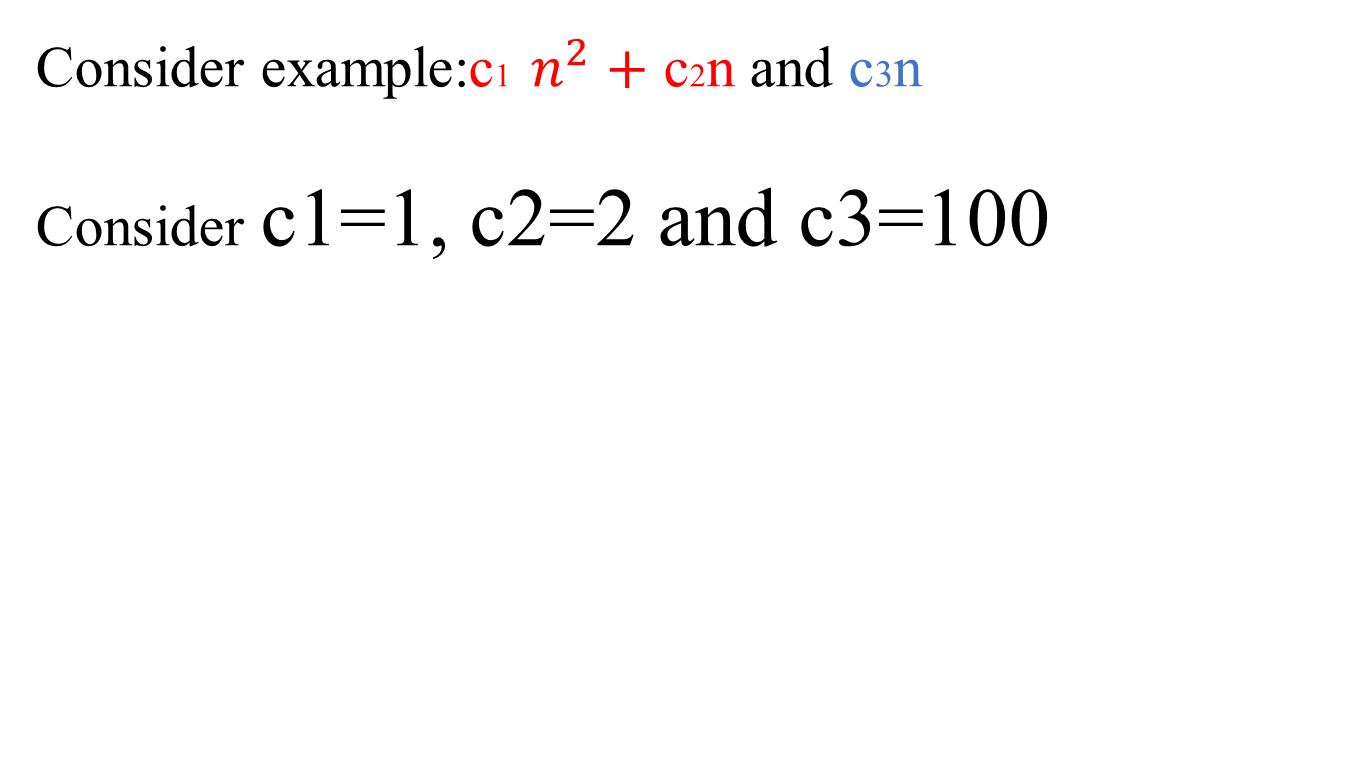 Consider example:c₁ 𝑛² + c₂n and c₃n
Consider c1=1, c2=2 and c3=100